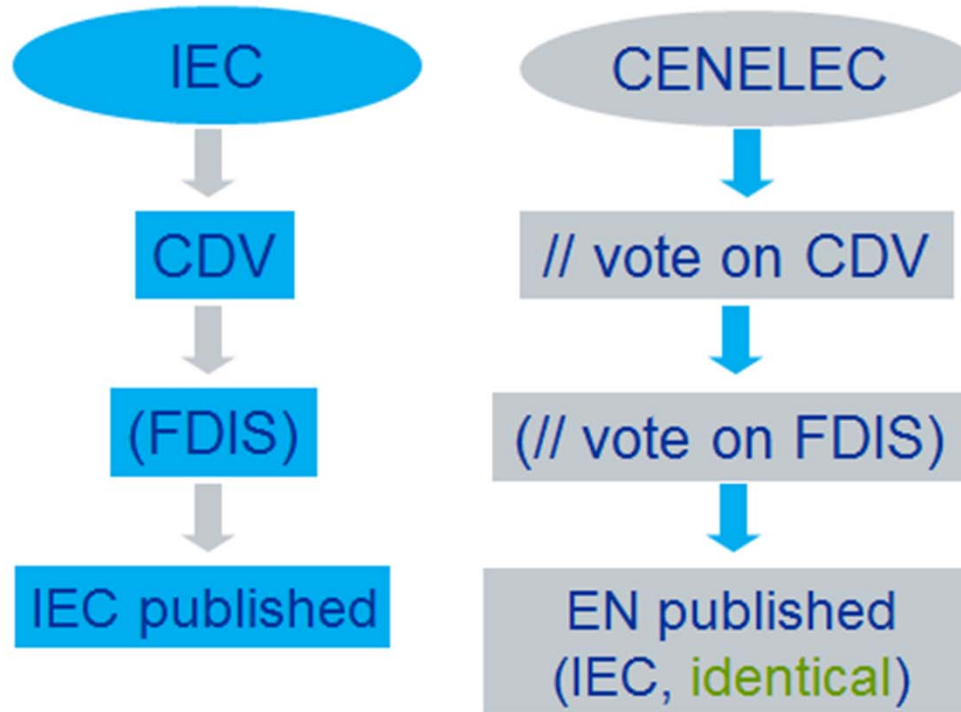 IEC
CDV
(FDIS)
IEC published
CENELEC
// vote on CDV
(// vote on FDIS)
EN published
(IEC, identical)